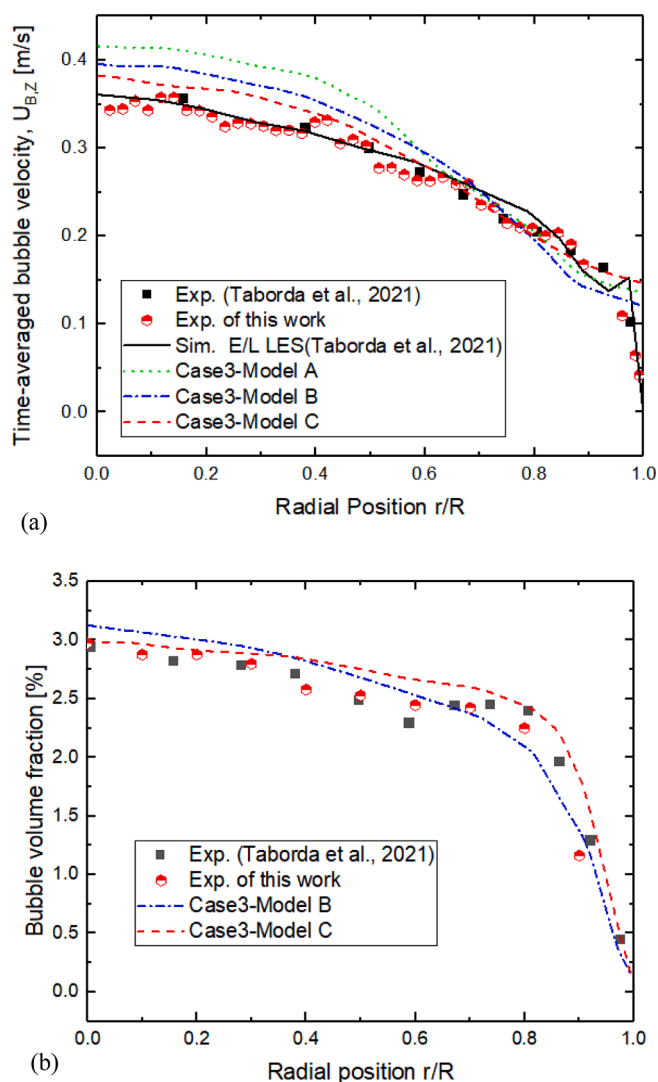 Time-averaged bubble velocity, U_B,Z [m/s]
0.4
0.3
0.2
0.1
0.0
Exp. (Taborda et al., 2021)
Exp. of this work
Sim. E/L LES(Taborda et al., 2021)
Case3-Model A
Case3-Model B
Case3-Model C
0.0 0.2 0.4 0.6 0.8 1.0
Radial Position r/R
(a)
Bubble volume fraction [%]
3.5
3.0
2.5
2.0
1.5
1.0
0.5
0.0
Exp. (Taborda et al., 2021)
Exp. of this work
Case3-Model B
Case3-Model C
0.0 0.2 0.4 0.6 0.8 1.0
Radial position r/R
(b)